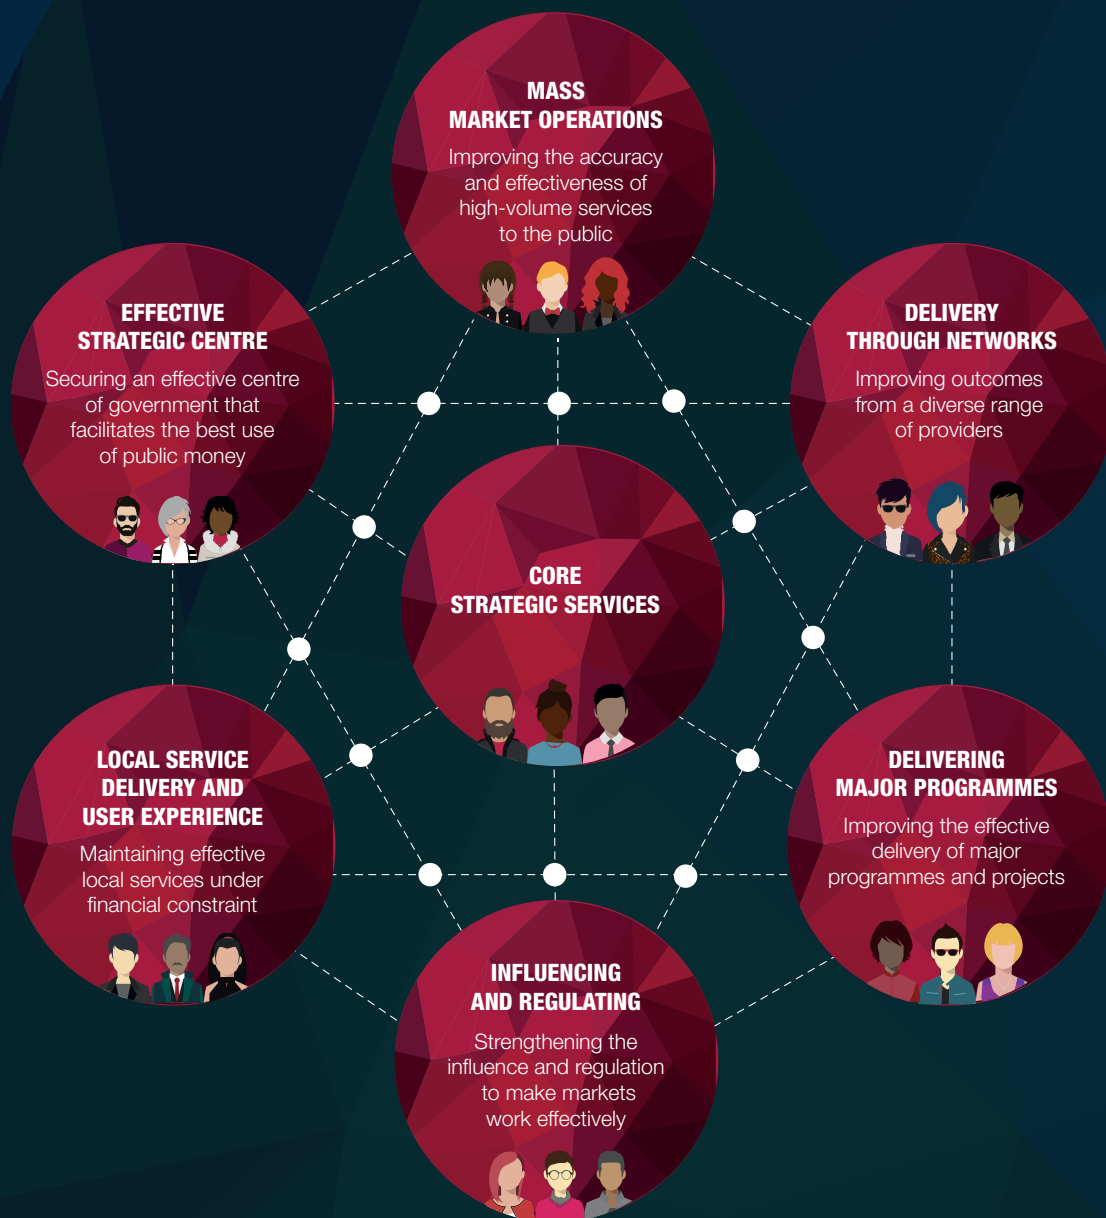 MASS
MARKET OPERATIONS
Improving the accuracy
and effectiveness of
high-volume services
to the public
EFFECTIVE
STRATEGIC CENTRE
Securing an effective centre
of government that
facilitates the best use
of public money
DELIVERY
THROUGH NETWORKS
Improving outcomes
from a diverse range
of providers
CORE
STRATEGIC SERVICES
LOCAL SERVICE
DELIVERY AND
USER EXPERIENCE
Maintaining effective
local services under
financial constraint
DELIVERING
MAJOR PROGRAMMES
Improving the effective
delivery of major
programmes and projects
INFLUENCING
AND REGULATING
Strengthening the
influence and regulation
to make markets
work effectively